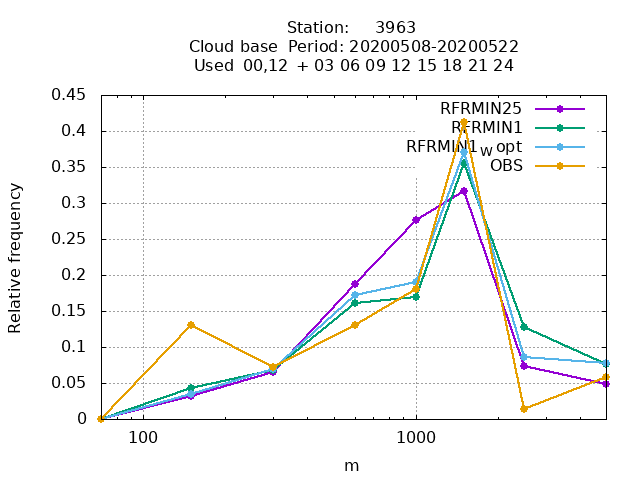 Station: 3963
Cloud base Period: 20200508-20200522
Used 00,12 + 03 06 09 12 15 18 21 24
0.45
0.4
0.35
0.3
0.25
0.2
0.15
0.1
0.05
0
Relative frequency
RFRMIN25
RFRMIN1
RFRMIN1w opt
OBS
100
1000
m